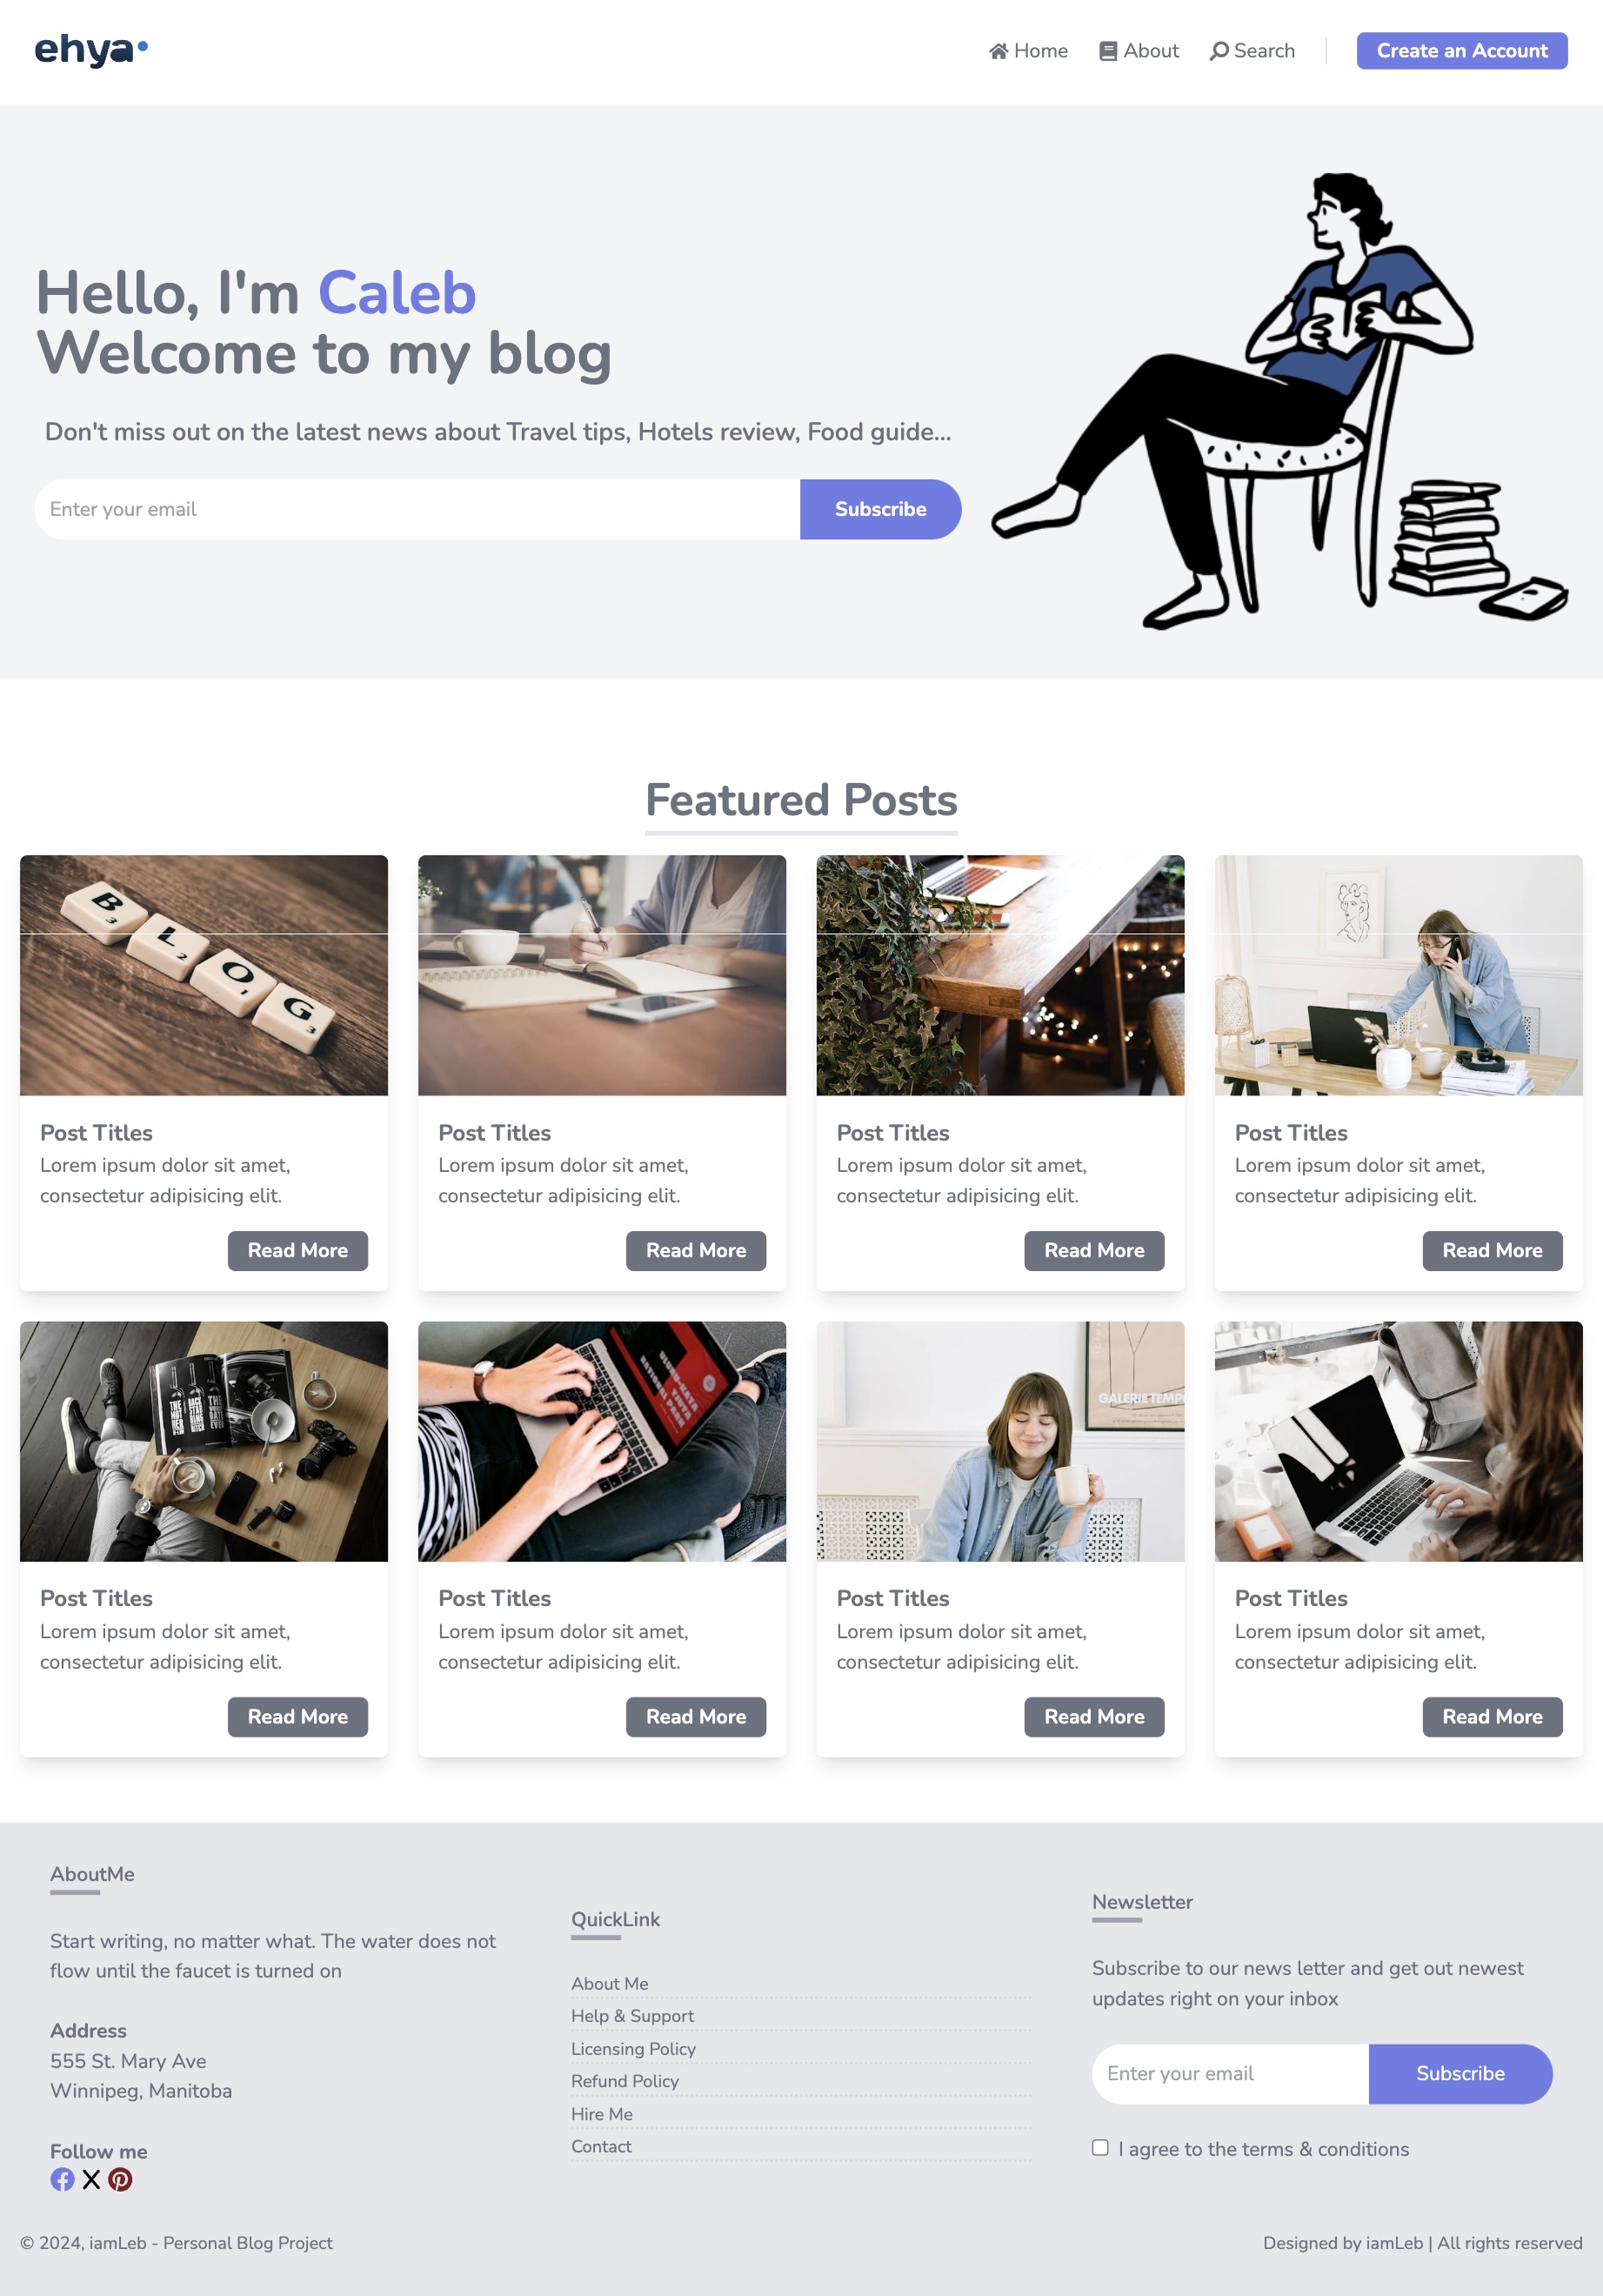 ehya
Home
About
Search
Create an Account
Hello, I'm Caleb
Welcome to my blog
Don't miss out on the latest news about Travel tips, Hotels review, Food guide...
Enter your email
Subscribe
Featured Posts
B 3
L 2
O 1
G 3
Post Titles
Lorem ipsum dolor sit amet,
consectetur adipisicing elit.
Read More
Post Titles
Lorem ipsum dolor sit amet,
consectetur adipisicing elit.
Read More
Post Titles
Lorem ipsum dolor sit amet,
consectetur adipisicing elit.
Read More
Post Titles
Lorem ipsum dolor sit amet,
consectetur adipisicing elit.
Read More
GALERIE TEMP
Post Titles
Lorem ipsum dolor sit amet,
consectetur adipisicing elit.
Read More
Post Titles
Lorem ipsum dolor sit amet,
consectetur adipisicing elit.
Read More
Post Titles
Lorem ipsum dolor sit amet,
consectetur adipisicing elit.
Read More
Post Titles
Lorem ipsum dolor sit amet,
consectetur adipisicing elit.
Read More
AboutMe
Start writing, no matter what. The water does not
flow until the faucet is turned on
Address
555 St. Mary Ave
Winnipeg, Manitoba
Follow me
QuickLink
About Me
Help & Support
Licensing Policy
Refund Policy
Hire Me
Contact
Newsletter
Subscribe to our news letter and get out newest
updates right on your inbox
Enter your email
Subscribe
I agree to the terms & conditions
© 2024, iamLeb - Personal Blog Project
Designed by iamLeb | All rights reserved